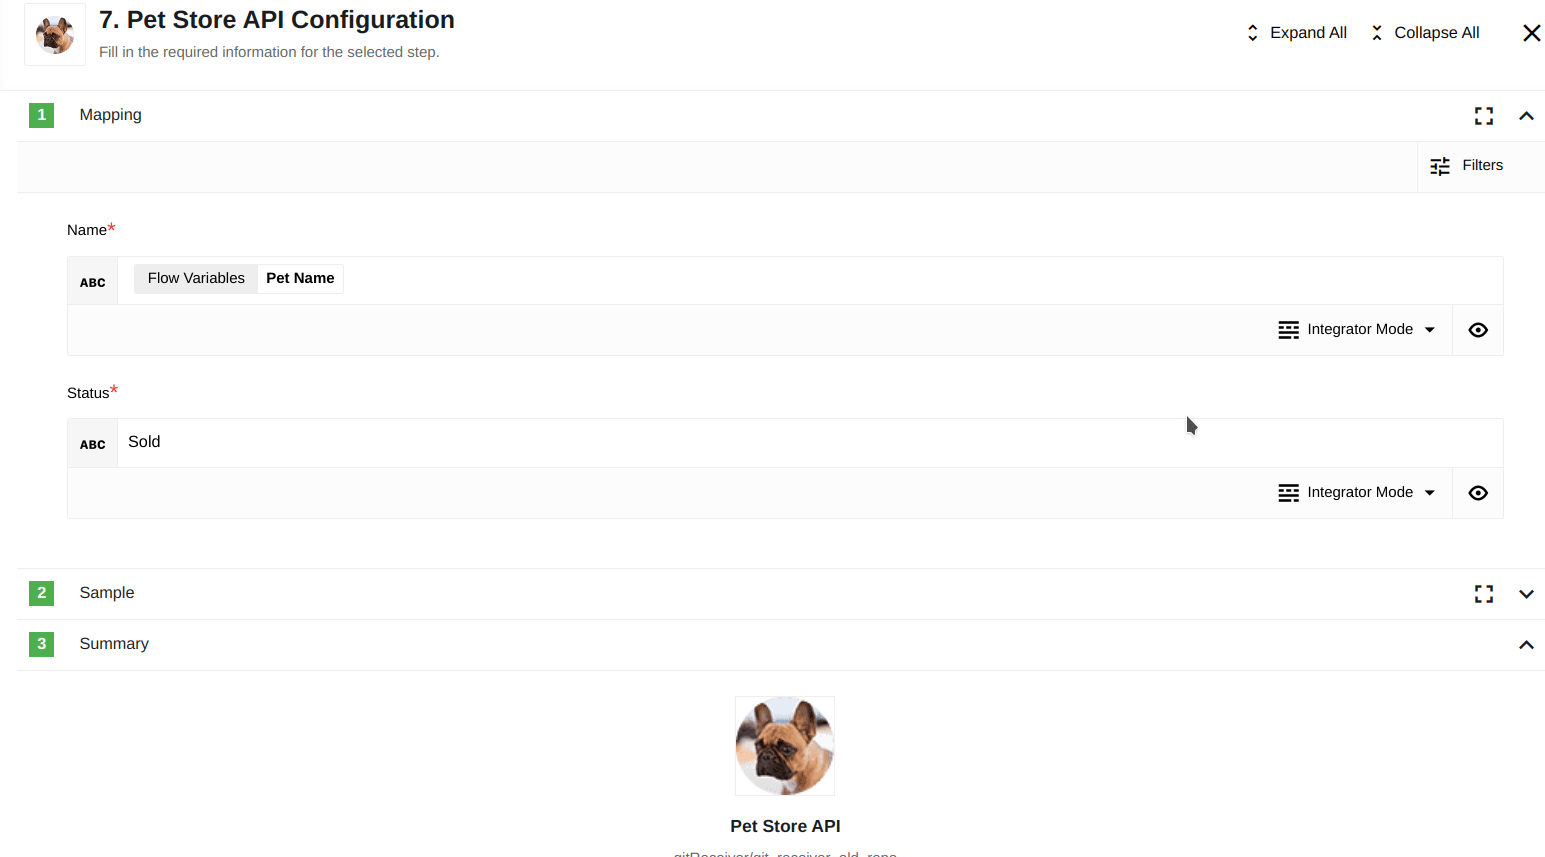 7. Pet Store API Configuration
Fill in the required information for the selected step.
Expand All
Collapse All
1 Mapping
Filters
Name*
ABC Flow Variables Pet Name
Integrator Mode
Status*
ABC Sold
Integrator Mode
2 Sample
3 Summary
Pet Store API